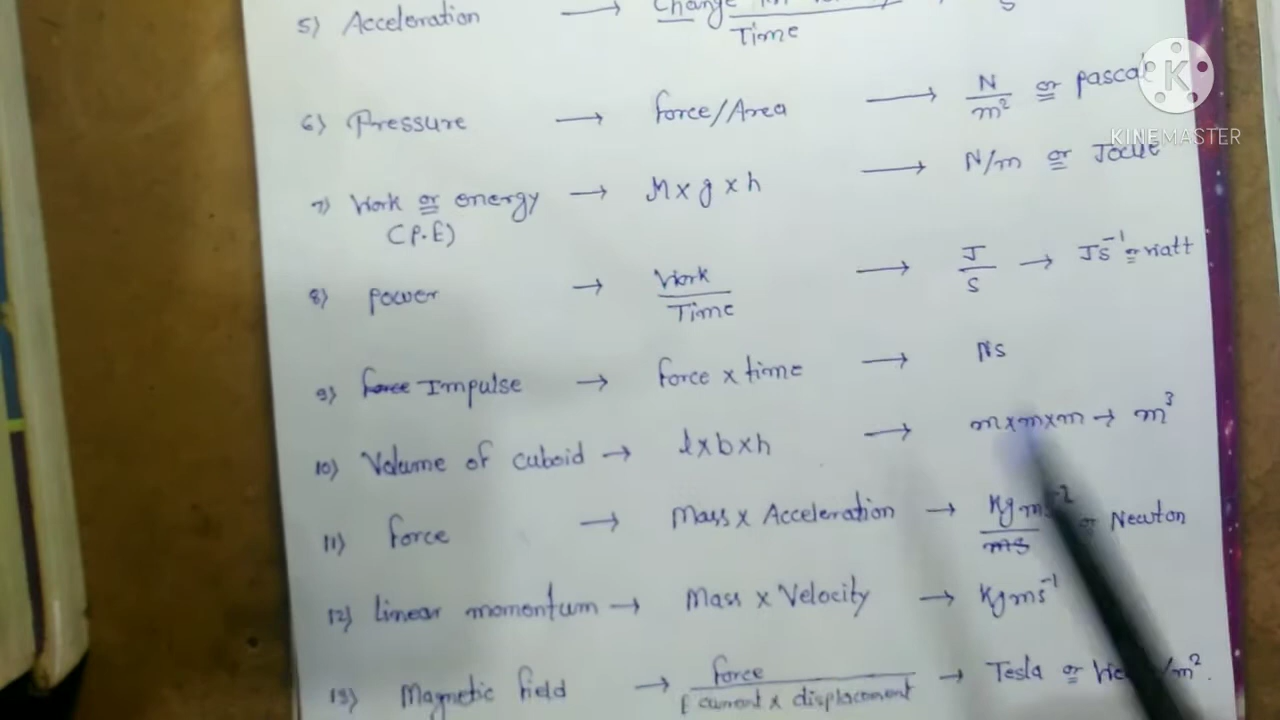 5) Acceleration → Change / Time
6) Pressure → Force/Area → N/m² or pascal
KINEMASTER
7) Work or energy → M x g x h → N/m or Joule
(P.E)
8) power → Work / Time → J/S → JS⁻¹ or watt
9) Force Impulse → Force x time → Ns
10) Volume of cuboid → l x b x h → m x m x m → m³
11) Force → Mass x Acceleration → or Newton
12) Linear momentum → Mass x Velocity → Kgms⁻¹
13) Magnetic field → Force / current x displacement → Tesla or /m².